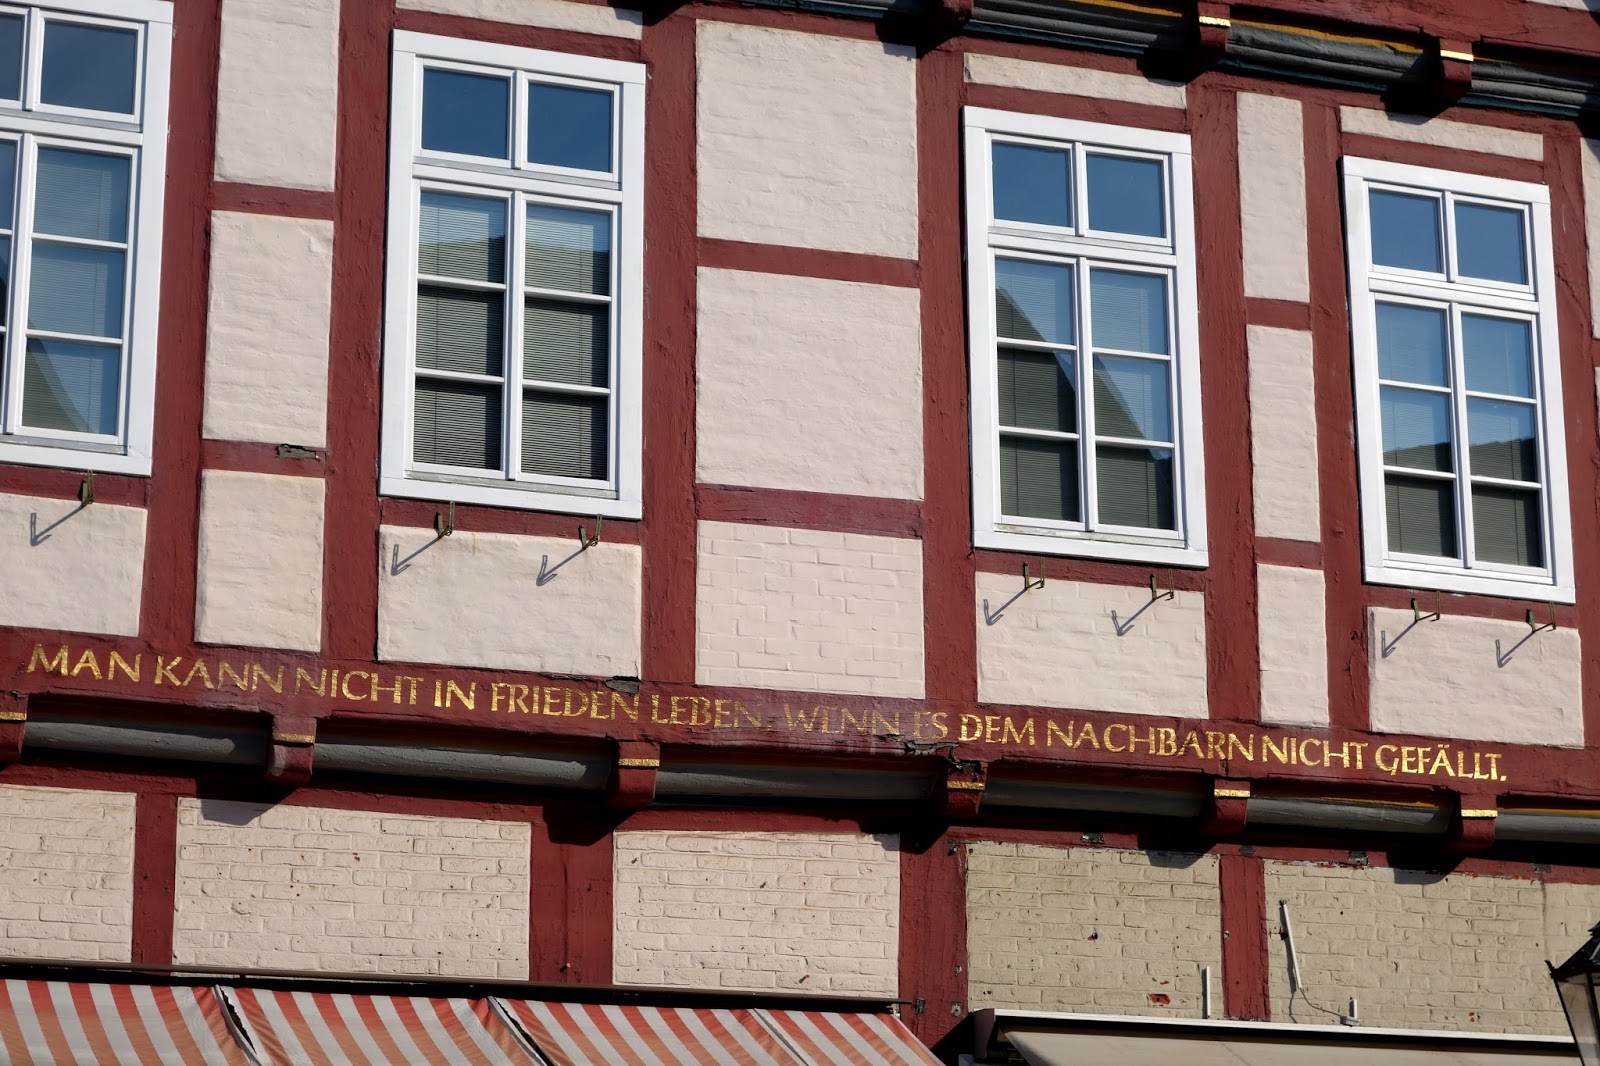 MAN KANN NICHT IN FRIEDEN LEBEN, WENN ES DEM NACHBARN NICHT GEFÄLLT.